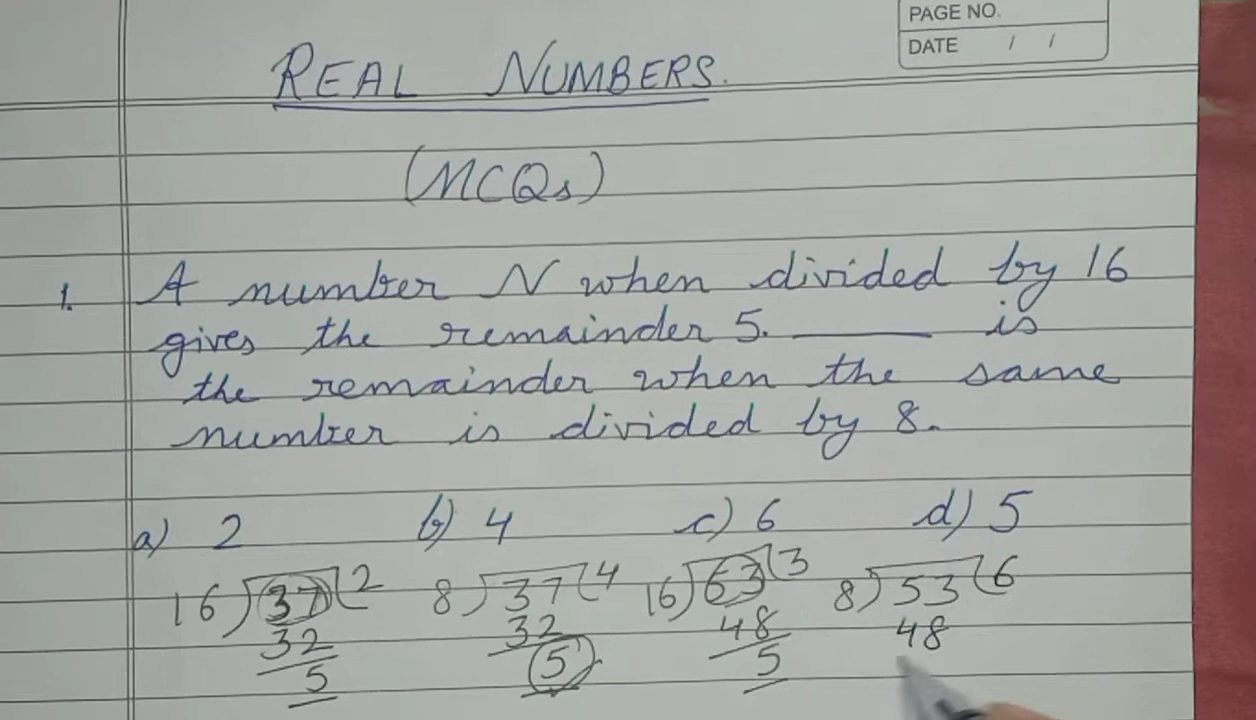 PAGE NO.
DATE / /
REAL NUMBERS.
(MCQs)
1. A number N when divided by 16
gives the remainder 5. ______ is
the remainder when the same
number is divided by 8.
a) 2 b) 4 c) 6 d) 5
16)37(2 8)37(4 16)63(3 8)53(6
32 32 48 48
5 5 5